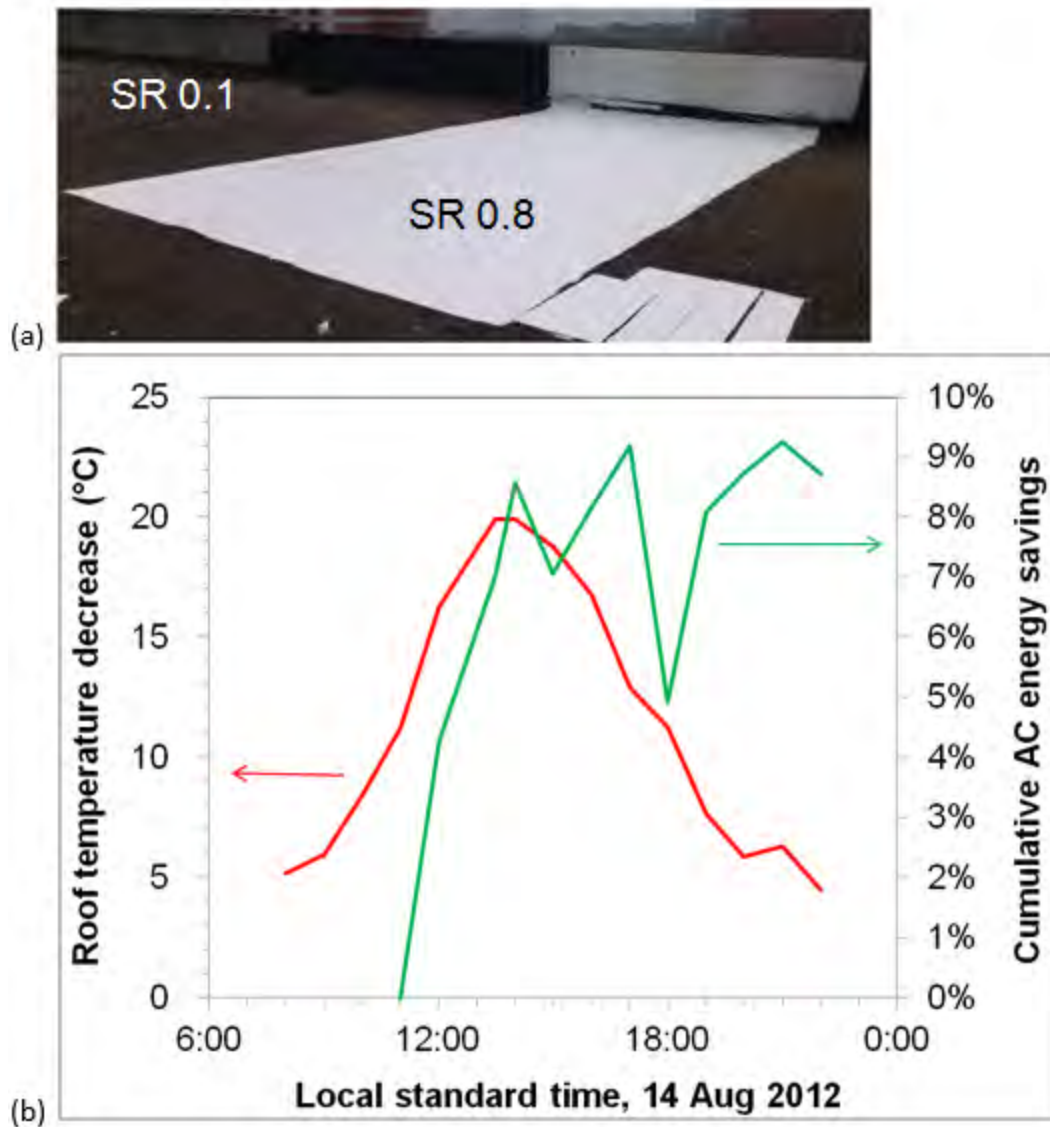 SR 0.1
SR 0.8
(a)
25
20
15
10
5
0
Roof temperature decrease (°C)
10%
9%
8%
7%
6%
5%
4%
3%
2%
1%
0%
Cumulative AC energy savings
6:00 12:00 18:00 0:00
Local standard time, 14 Aug 2012
(b)